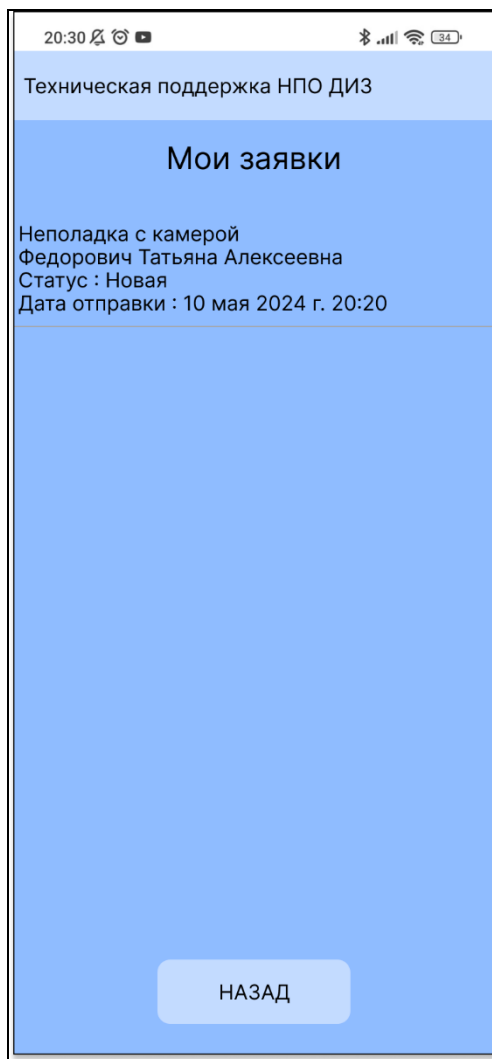 20:30
34
Техническая поддержка НПО ДИЗ
Мои заявки
Неполадка с камерой
Федорович Татьяна Алексеевна
Статус : Новая
Дата отправки : 10 мая 2024 г. 20:20
НАЗАД